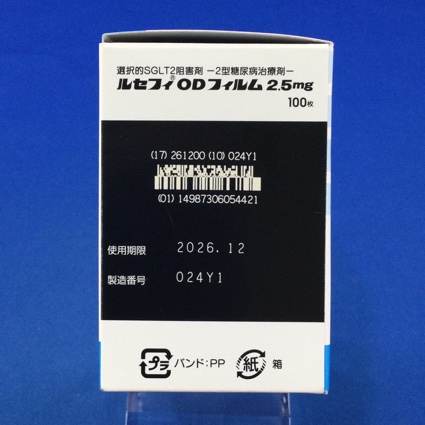 選択的SGLT2阻害剤 －2型糖尿病治療剤－
ルセフィ® ODフィルム 2.5mg
100枚
(17) 261200 (10) 024Y1
(01) 14987306054421
使用期限 2026.12
製造番号 024Y1
プラ バンド:PP 紙 箱